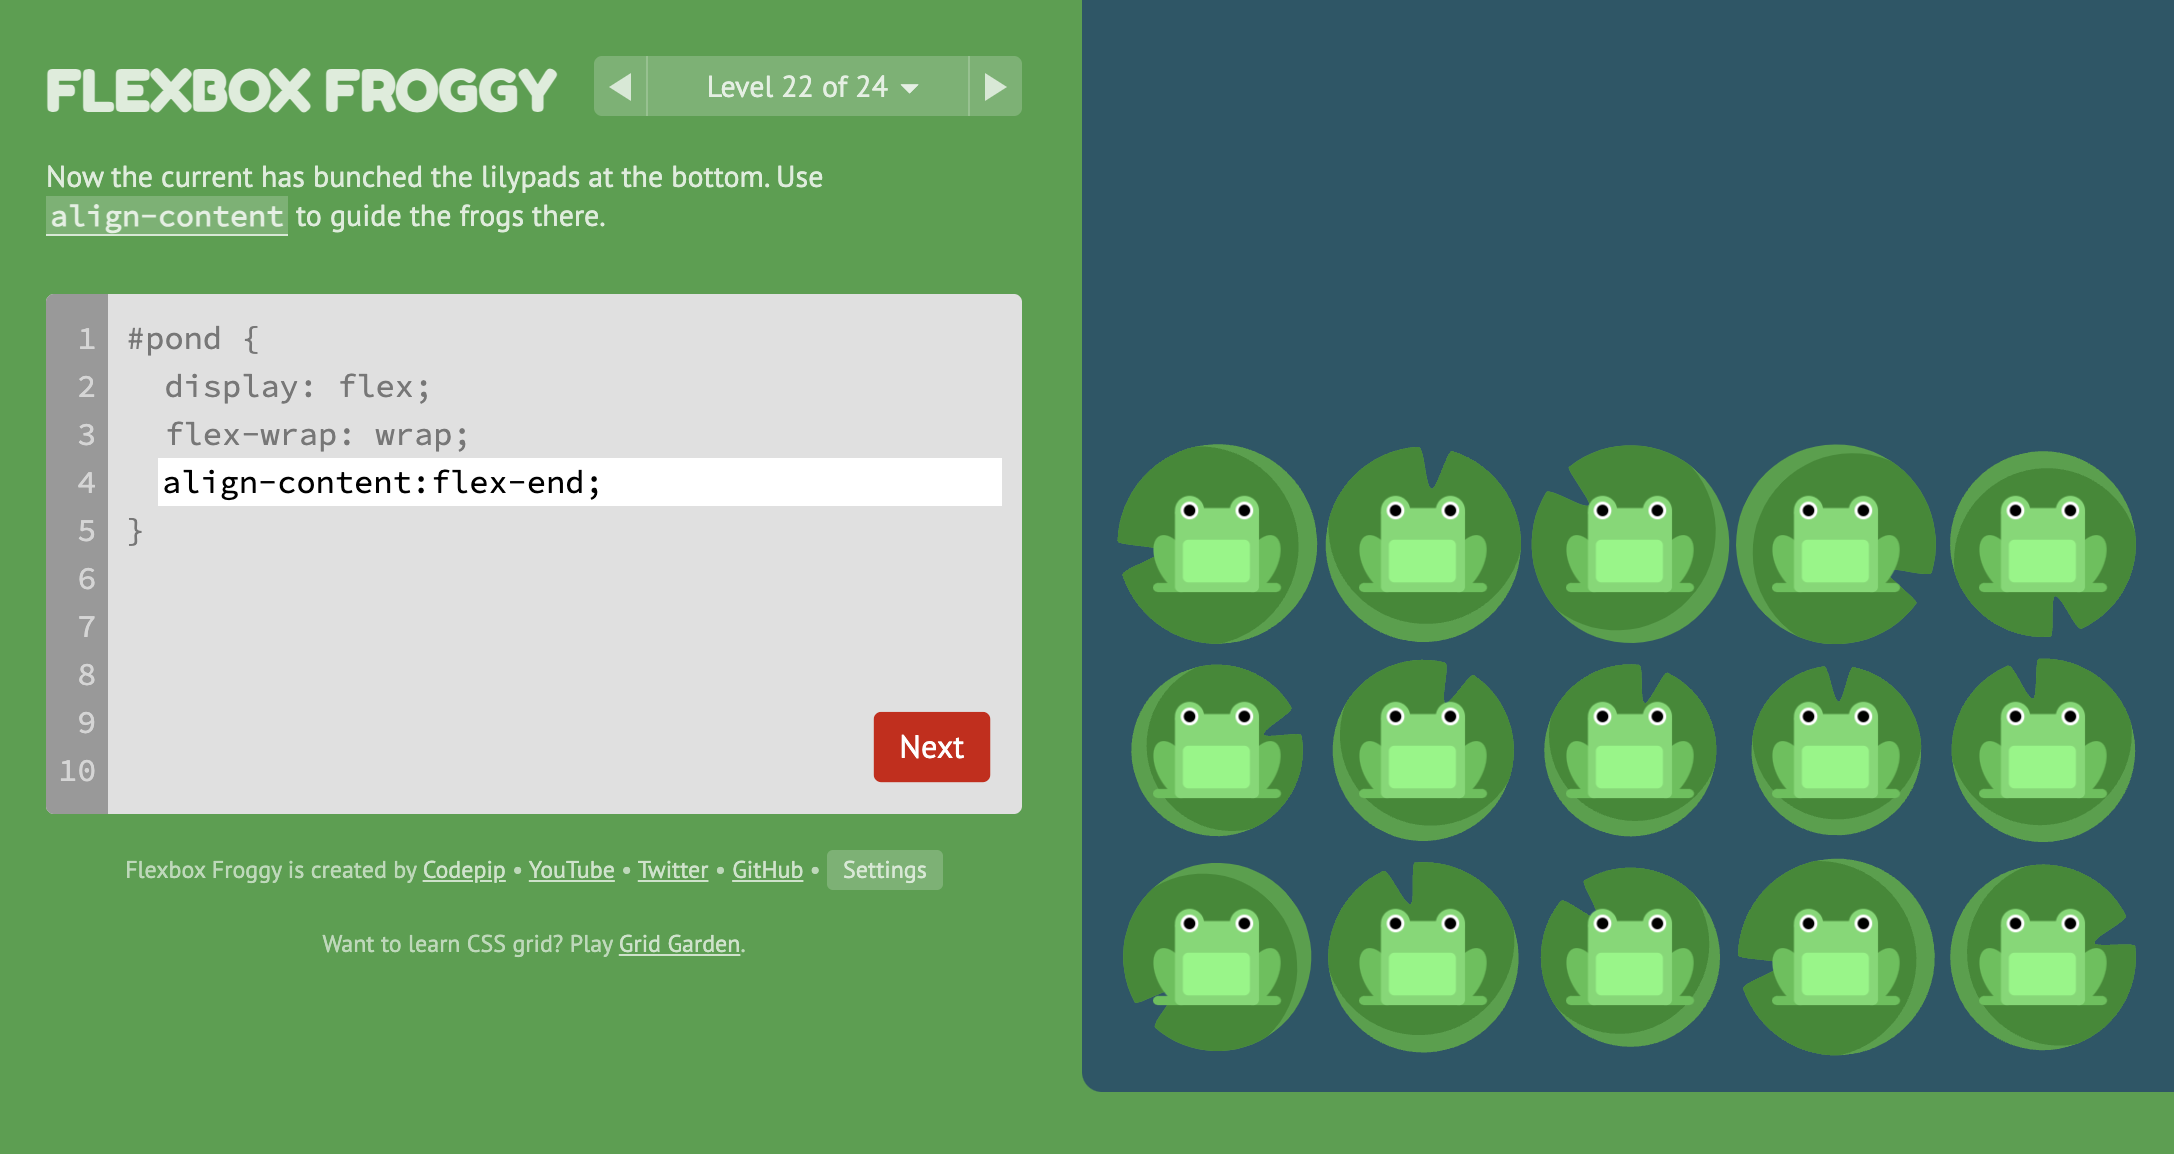 FLEXBOX FROGGY
Level 22 of 24
Now the current has bunched the lilypads at the bottom. Use
align-content to guide the frogs there.
1 #pond {
2 display: flex;
3 flex-wrap: wrap;
4 align-content:flex-end;
5 }
6
7
8
9
10
Next
Flexbox Froggy is created by Codepip • YouTube • Twitter • GitHub • Settings
Want to learn CSS grid? Play Grid Garden.